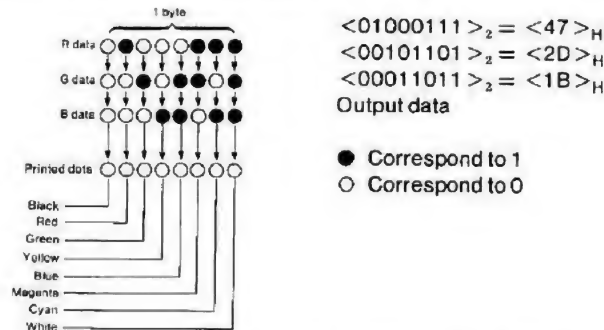 1 byte
R data
G data
B data
Printed dots
Black
Red
Green
Yellow
Blue
Magenta
Cyan
White
<01000111>₂ = <47>H
<00101101>₂ = <2D>H
<00011011>₂ = <1B>H
Output data
● Correspond to 1
○ Correspond to 0